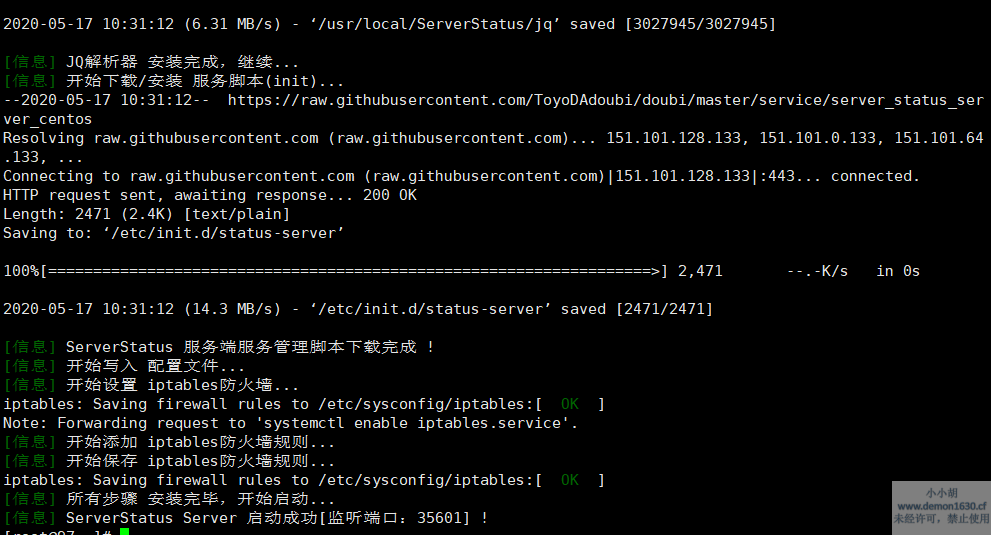 2020-05-17 10:31:12 (6.31 MB/s) - ‘/usr/local/ServerStatus/jq’ saved [3027945/3027945]
[信息] JQ解析器 安装完成，继续...
[信息] 开始下载/安装 服务脚本(init)...
--2020-05-17 10:31:12--  https://raw.githubusercontent.com/ToyoDAdoubi/doubi/master/service/server_status_ser
ver_centos
Resolving raw.githubusercontent.com (raw.githubusercontent.com)... 151.101.128.133, 151.101.0.133, 151.101.64
.133, ...
Connecting to raw.githubusercontent.com (raw.githubusercontent.com)|151.101.128.133|:443... connected.
HTTP request sent, awaiting response... 200 OK
Length: 2471 (2.4K) [text/plain]
Saving to: ‘/etc/init.d/status-server’
100%[===================================================================>] 2,471       --.-K/s   in 0s
2020-05-17 10:31:12 (14.3 MB/s) - ‘/etc/init.d/status-server’ saved [2471/2471]
[信息] ServerStatus 服务端服务管理脚本下载完成 !
[信息] 开始写入 配置文件...
[信息] 开始设置 iptables防火墙...
iptables: Saving firewall rules to /etc/sysconfig/iptables:[  OK  ]
Note: Forwarding request to 'systemctl enable iptables.service'.
[信息] 开始添加 iptables防火墙规则...
[信息] 开始保存 iptables防火墙规则...
iptables: Saving firewall rules to /etc/sysconfig/iptables:[  OK  ]
[信息] 所有步骤 安装完毕，开始启动...
[信息] ServerStatus Server 启动成功[监听端口：35601] !
小小胡
www.demon1630.cf
未经许可，禁止使用